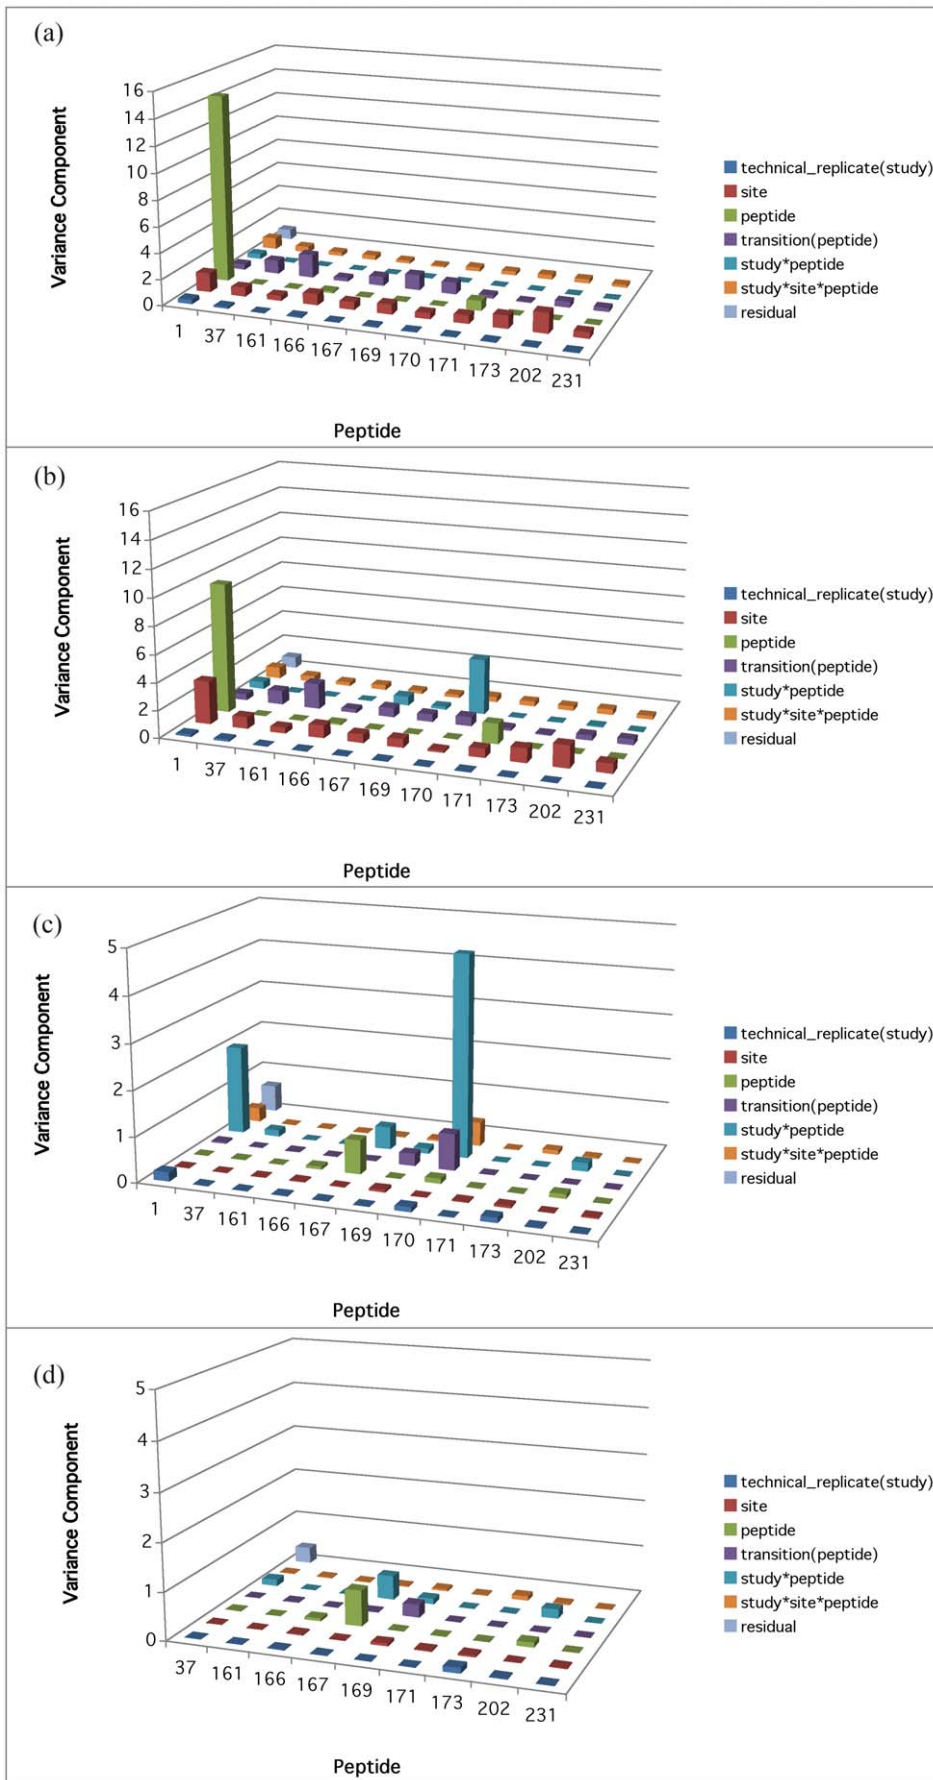 (a)
Variance Component
16
14
12
10
8
6
4
2
0
1 37 161 166 167 169 170 171 173 202 231
Peptide
technical_replicate(study)
site
peptide
transition(peptide)
study*peptide
study*site*peptide
residual
(b)
Variance Component
16
14
12
10
8
6
4
2
0
1 37 161 166 167 169 170 171 173 202 231
Peptide
technical_replicate(study)
site
peptide
transition(peptide)
study*peptide
study*site*peptide
residual
(c)
Variance Component
5
4
3
2
1
0
1 37 161 166 167 169 170 171 173 202 231
Peptide
technical_replicate(study)
site
peptide
transition(peptide)
study*peptide
study*site*peptide
residual
(d)
Variance Component
5
4
3
2
1
0
37 161 166 167 169 171 173 202 231
Peptide
technical_replicate(study)
site
peptide
transition(peptide)
study*peptide
study*site*peptide
residual